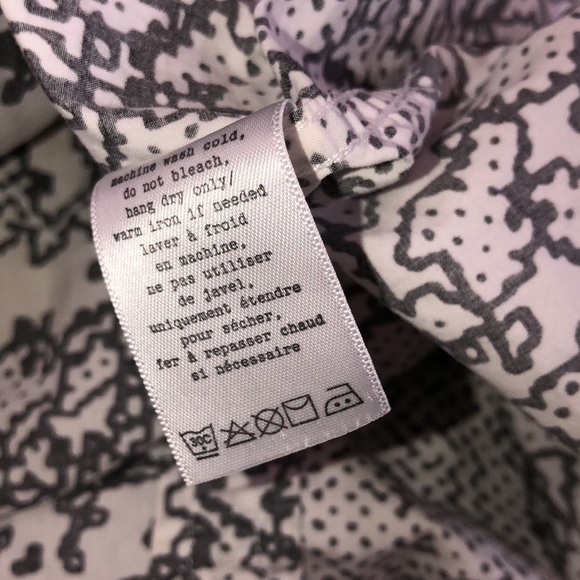 machine wash cold,
do not bleach,
hang dry only/
warm iron if needed
laver à froid
en machine,
ne pas utiliser
de javel,
uniquement étendre
pour sécher,
fer à repasser chaud
si nécessaire
30C